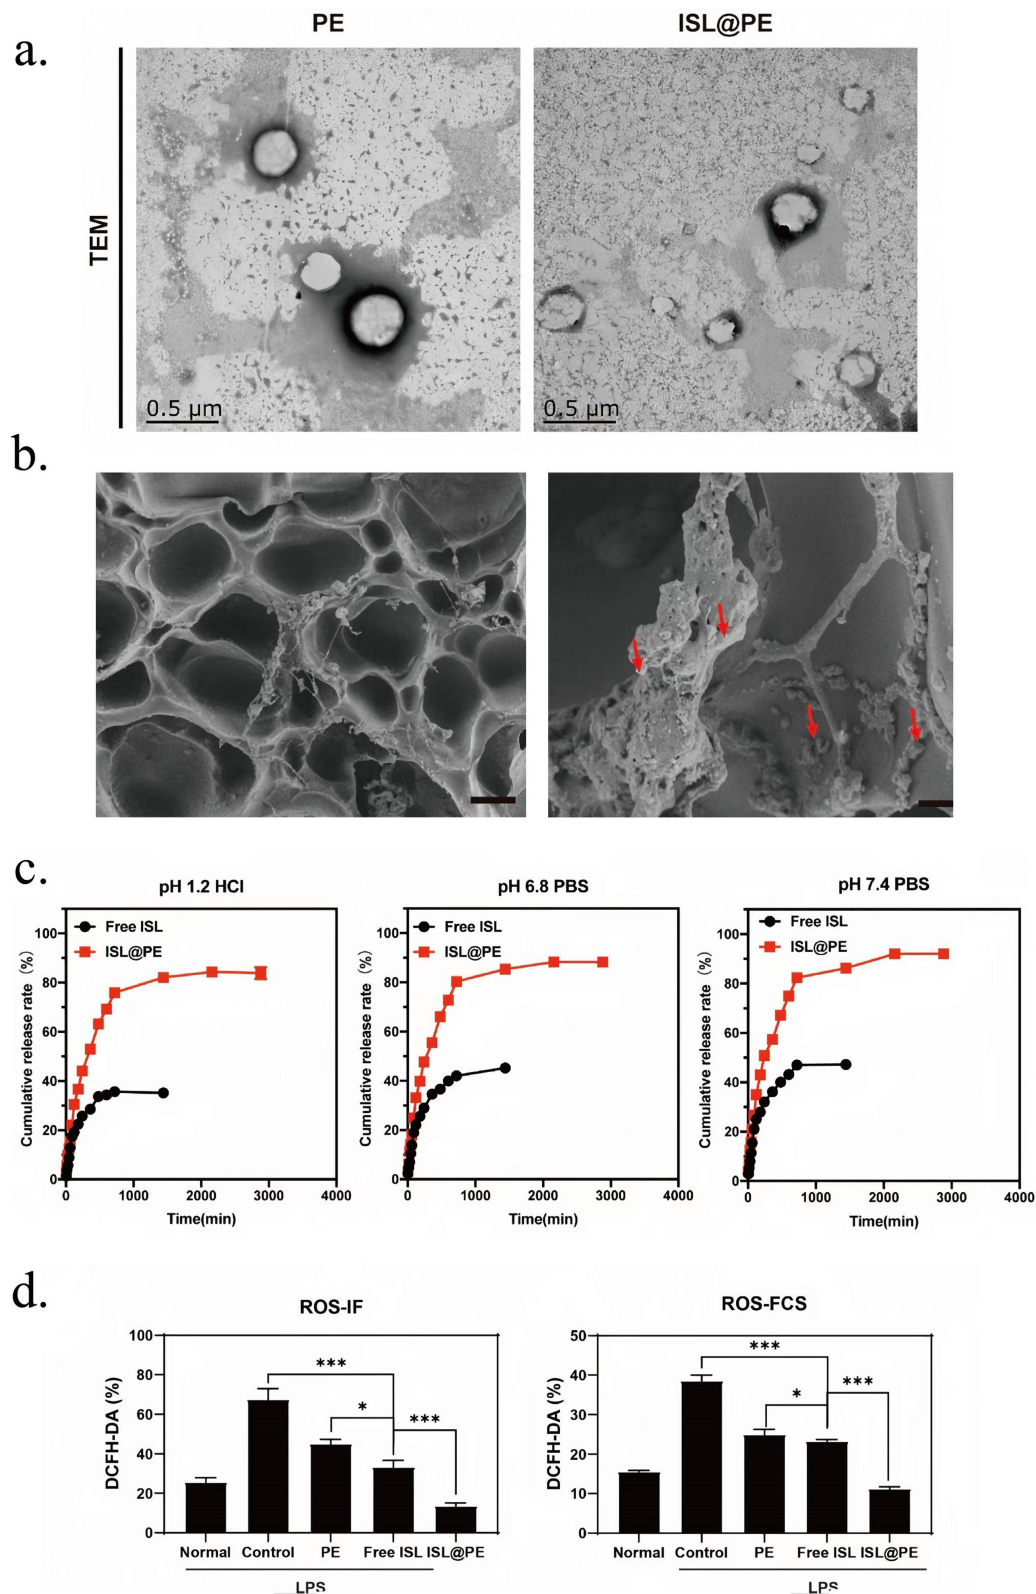 a.
PE
ISL@PE
TEM
0.5 µm
0.5 µm
b.
c.
pH 1.2 HCl
Cumulative release rate (%)
100
80
60
40
20
0
Free ISL
ISL@PE
0 1000 2000 3000 4000
Time(min)
pH 6.8 PBS
Cumulative release rate (%)
100
80
60
40
20
0
Free ISL
ISL@PE
0 1000 2000 3000 4000
Time(min)
pH 7.4 PBS
Cumulative release rate (%)
100
80
60
40
20
0
Free ISL
ISL@PE
0 1000 2000 3000 4000
Time(min)
d.
ROS-IF
DCFH-DA (%)
100
80
60
40
20
0
***
*
***
Normal Control PE Free ISL ISL@PE
LPS
ROS-FCS
DCFH-DA (%)
50
40
30
20
10
0
***
*
***
Normal Control PE Free ISL ISL@PE
LPS